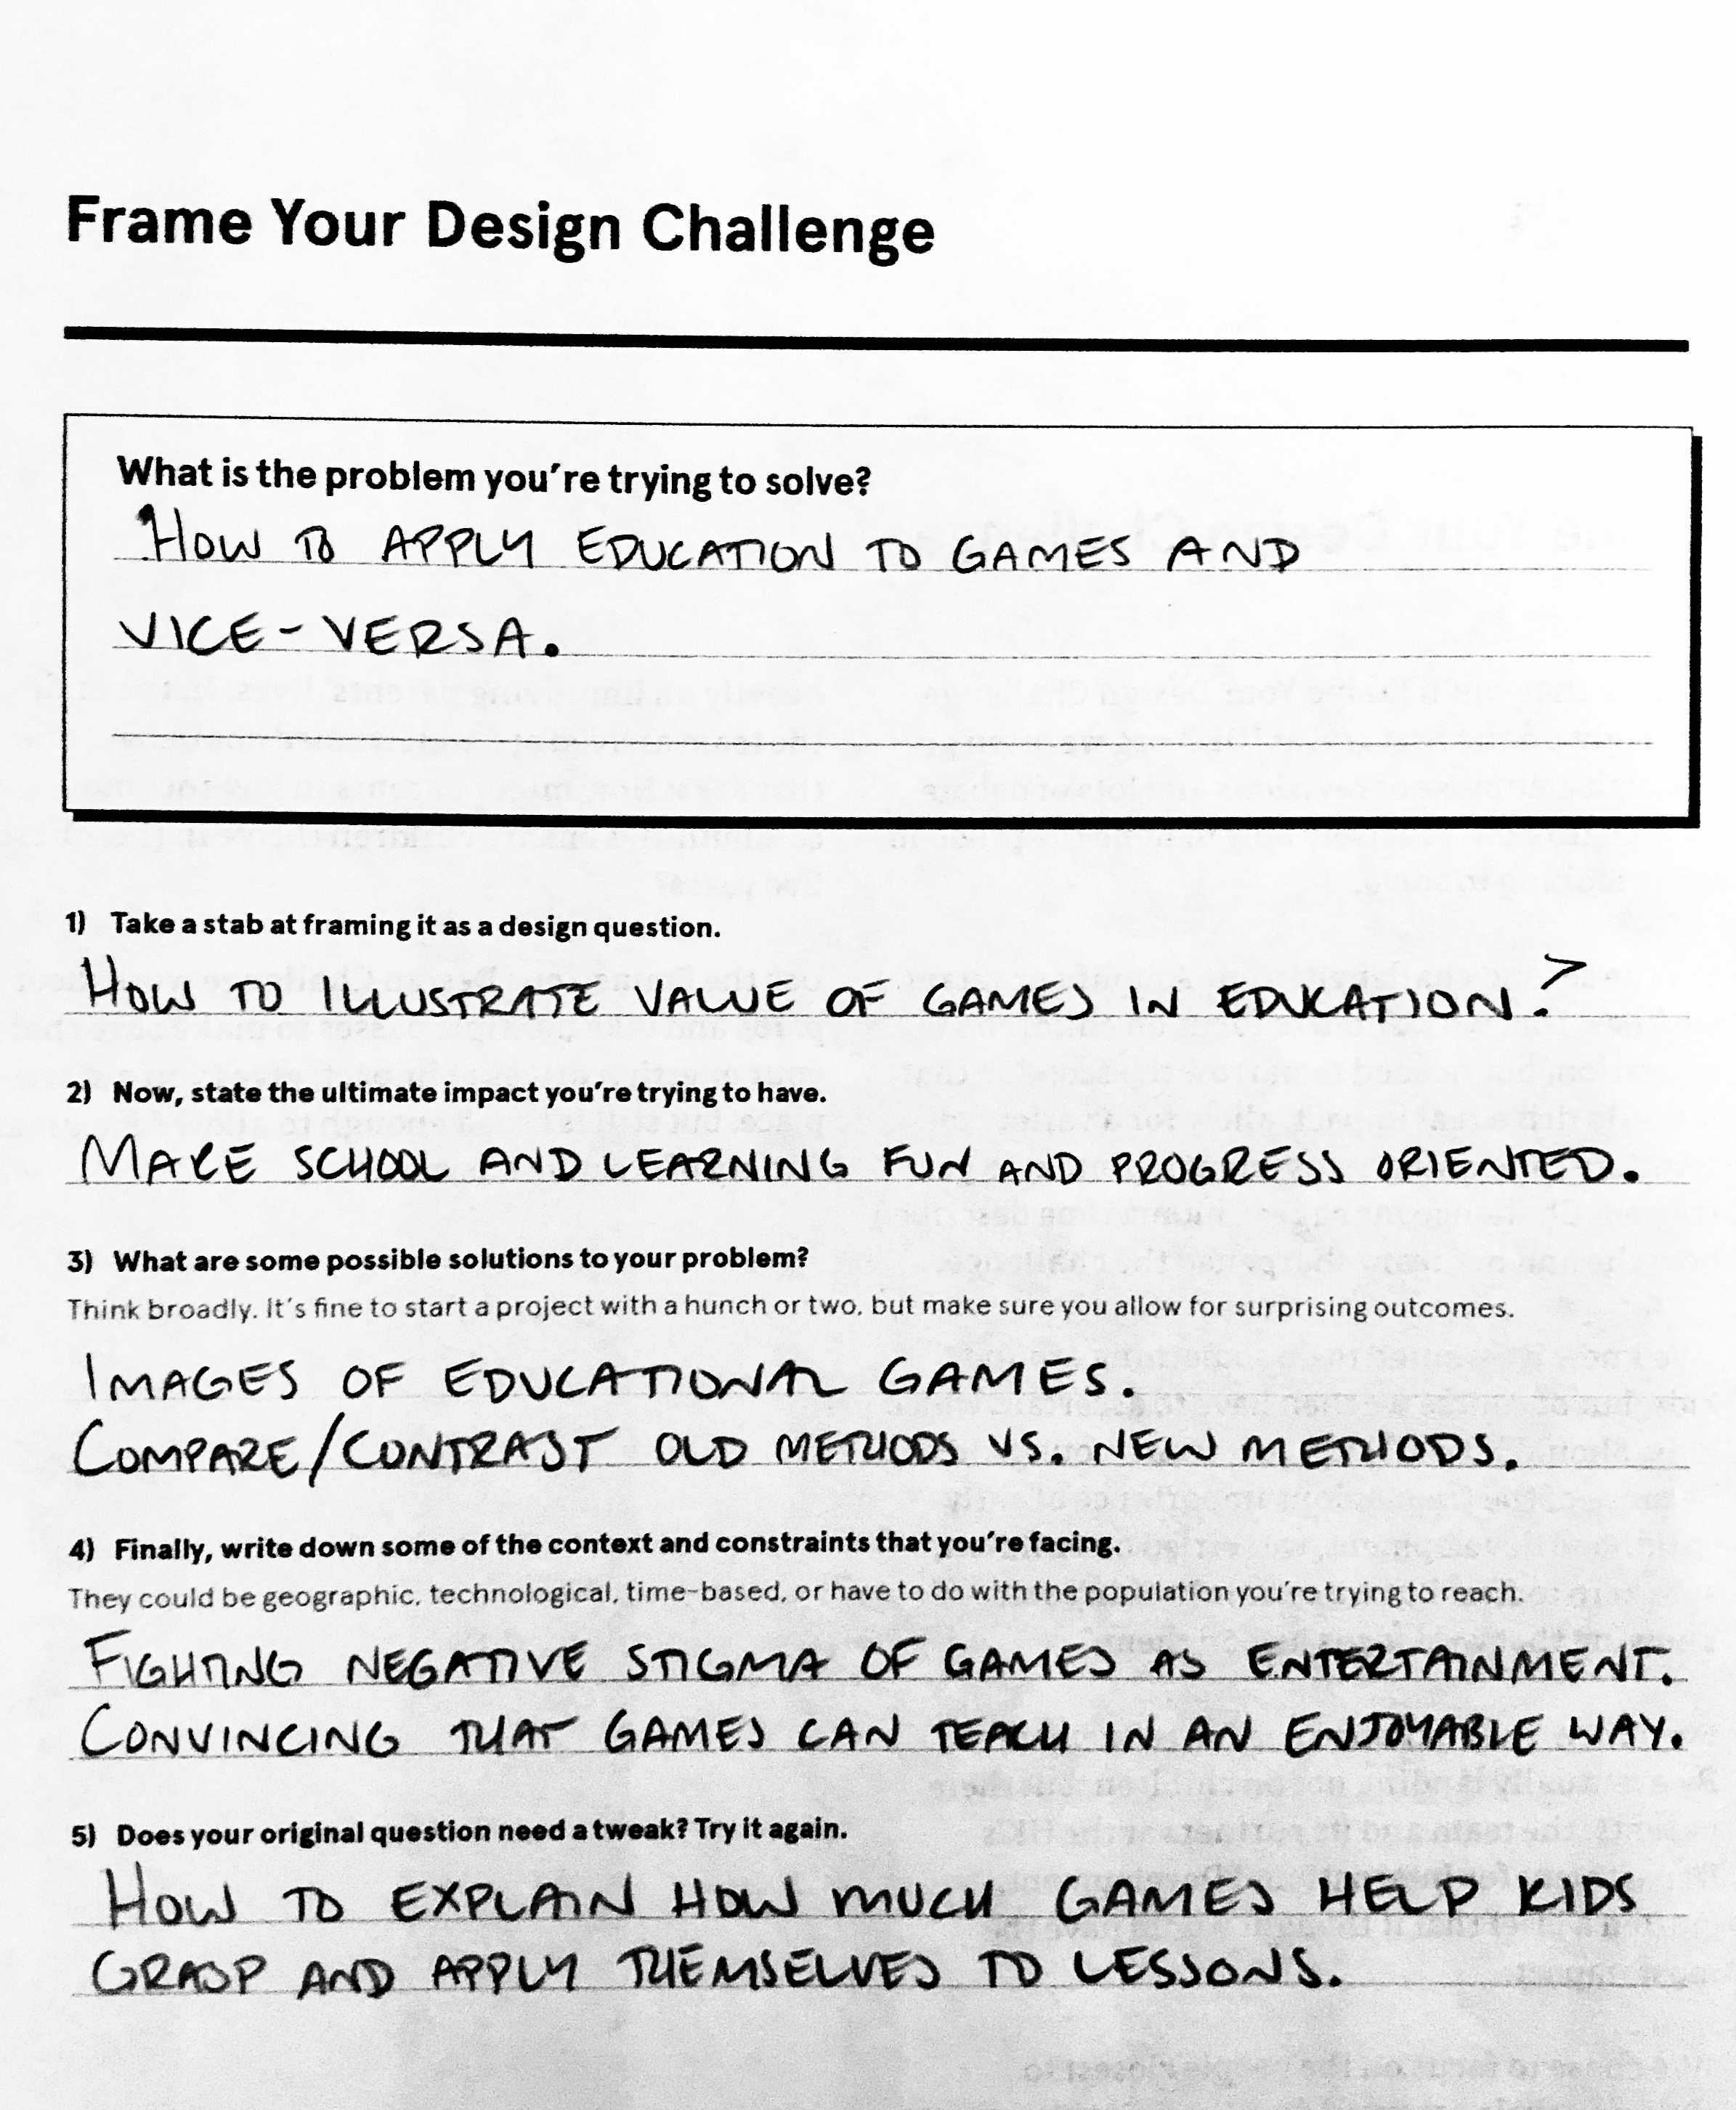 Frame Your Design Challenge
What is the problem you're trying to solve?
HOW TO APPLY EDUCATION TO GAMES AND
VICE-VERSA.
1) Take a stab at framing it as a design question.
HOW TO ILLUSTRATE VALUE OF GAMES IN EDUCATION?
2) Now, state the ultimate impact you're trying to have.
MAKE SCHOOL AND LEARNING FUN AND PROGRESS ORIENTED.
3) What are some possible solutions to your problem?
Think broadly. It's fine to start a project with a hunch or two, but make sure you allow for surprising outcomes.
IMAGES OF EDUCATIONAL GAMES.
COMPARE/CONTRAST OLD METHODS VS. NEW METHODS.
4) Finally, write down some of the context and constraints that you're facing.
They could be geographic, technological, time-based, or have to do with the population you're trying to reach.
FIGHTING NEGATIVE STIGMA OF GAMES AS ENTERTAINMENT.
CONVINCING THAT GAMES CAN TEACH IN AN ENJOYABLE WAY.
5) Does your original question need a tweak? Try it again.
HOW TO EXPLAIN HOW MUCH GAMES HELP KIDS
GRASP AND APPLY THEMSELVES TO LESSONS.